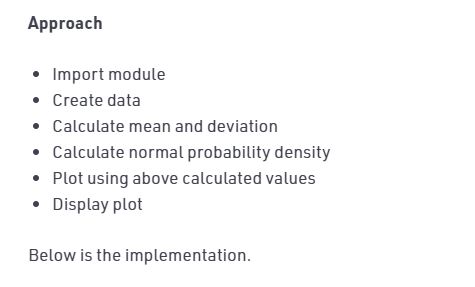 Approach
• Import module
• Create data
• Calculate mean and deviation
• Calculate normal probability density
• Plot using above calculated values
• Display plot
Below is the implementation.